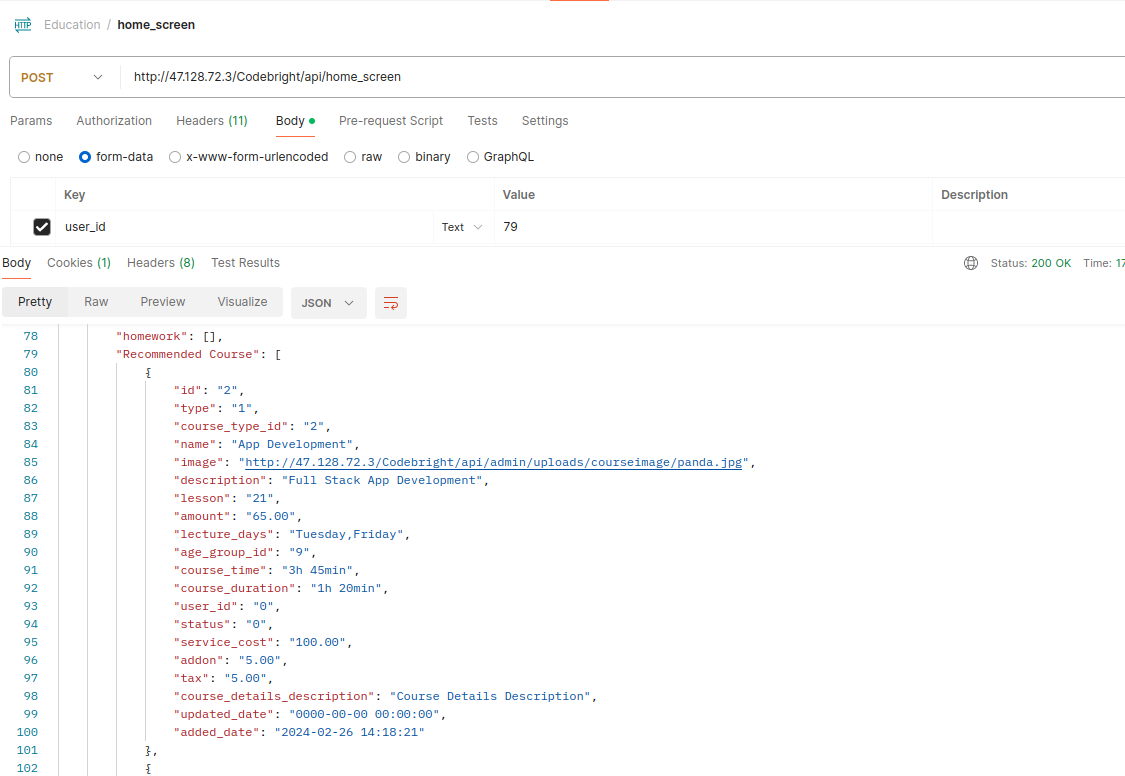 HTTP Education / home_screen
POST http://47.128.72.3/Codebright/api/home_screen
Params Authorization Headers (11) Body Pre-request Script Tests Settings
none form-data x-www-form-urlencoded raw binary GraphQL
Key Value Description
user_id Text 79
Body Cookies (1) Headers (8) Test Results Status: 200 OK Time: 17
Pretty Raw Preview Visualize JSON
78 "homework": [],
79 "Recommended Course": [
80 {
81 "id": "2",
82 "type": "1",
83 "course_type_id": "2",
84 "name": "App Development",
85 "image": "http://47.128.72.3/Codebright/api/admin/uploads/courseimage/panda.jpg",
86 "description": "Full Stack App Development",
87 "lesson": "21",
88 "amount": "65.00",
89 "lecture_days": "Tuesday,Friday",
90 "age_group_id": "9",
91 "course_time": "3h 45min",
92 "course_duration": "1h 20min",
93 "user_id": "0",
94 "status": "0",
95 "service_cost": "100.00",
96 "addon": "5.00",
97 "tax": "5.00",
98 "course_details_description": "Course Details Description",
99 "updated_date": "0000-00-00 00:00:00",
100 "added_date": "2024-02-26 14:18:21"
101 },
102 {